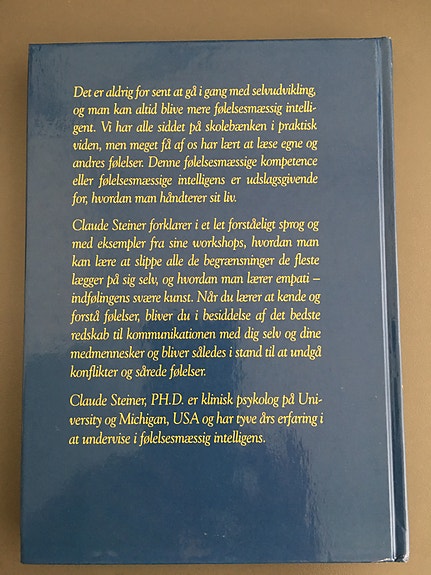 Det er aldrig for sent at gå i gang med selvudvikling,
og man kan altid blive mere følelsesmæssig intelli-
gent. Vi har alle siddet på skolebænken i praktisk
viden, men meget få af os har lært at læse egne og
andres følelser. Denne følelsesmæssige kompetence
eller følelsesmæssige intelligens er udslagsgivende
for, hvordan man håndterer sit liv.
Claude Steiner forklarer i et let forståeligt sprog og
med eksempler fra sine workshops, hvordan man
kan lære at slippe alle de begrænsninger de fleste
lægger på sig selv, og hvordan man lærer empati –
indfølingens svære kunst. Når du lærer at kende og
forstå følelser, bliver du i besiddelse af det bedste
redskab til kommunikationen med dig selv og dine
medmennesker og bliver således i stand til at undgå
konflikter og sårede følelser.
Claude Steiner, PH.D. er klinisk psykolog på Uni-
versity og Michigan, USA og har tyve års erfaring i
at undervise i følelsesmæssig intelligens.